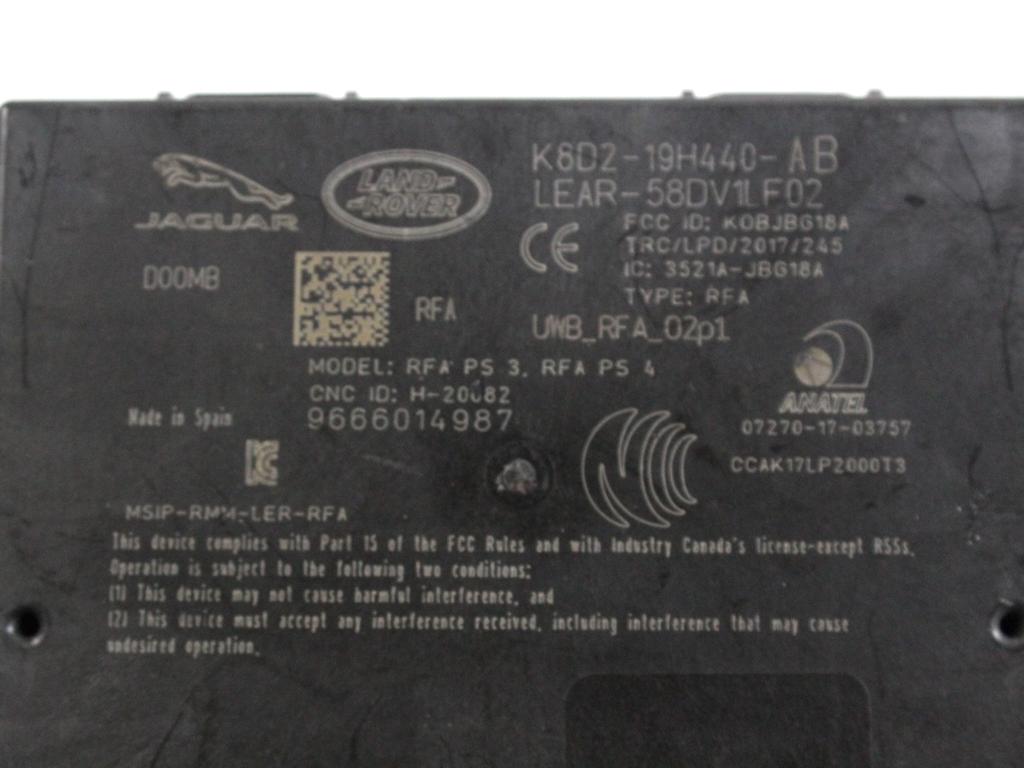 K8D2-19H440-AB
LEAR-58DV1LF02
JAGUAR
LAND-
-ROVER
CE
FCC ID: KOBJBG18A
TRC/LPD/2017/245
IC: 3521A-JBG18A
TYPE: RFA
D00MB
RFA
UWB_RFA_02p1
MODEL: RFA PS 3, RFA PS 4
CNC ID: H-20682
9666014987
Made in Spain
ANATEL
07270-17-03757
CCAK17LP2000T3
MSIP-RMM-LER-RFA
This device complies with Part 15 of the FCC Rules and with Industry Canada's license-except RSSs.
Operation is subject to the following two conditions:
(1) This device may not cause harmful interference, and
(2) This device must accept any interference received, including interference that may cause
undesired operation.